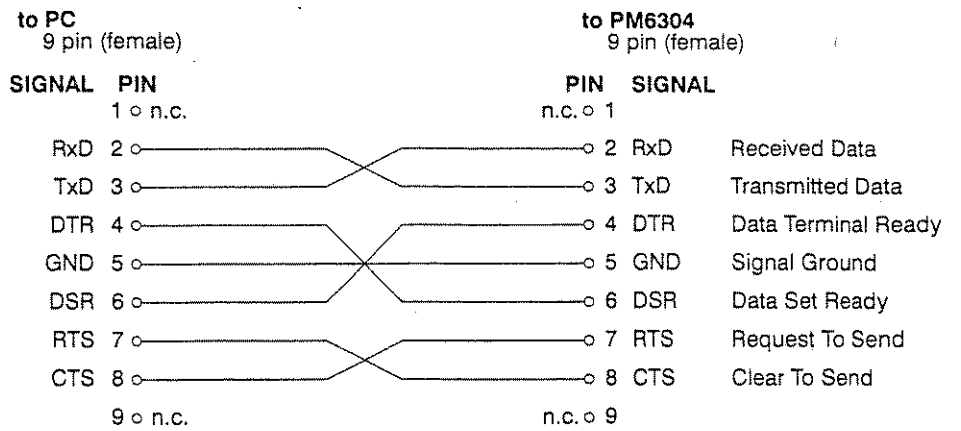 to PC to PM6304
9 pin (female) 9 pin (female)
SIGNAL PIN PIN SIGNAL
1 n.c. n.c. 1
RxD 2 2 RxD Received Data
TxD 3 3 TxD Transmitted Data
DTR 4 4 DTR Data Terminal Ready
GND 5 5 GND Signal Ground
DSR 6 6 DSR Data Set Ready
RTS 7 7 RTS Request To Send
CTS 8 8 CTS Clear To Send
9 n.c. n.c. 9